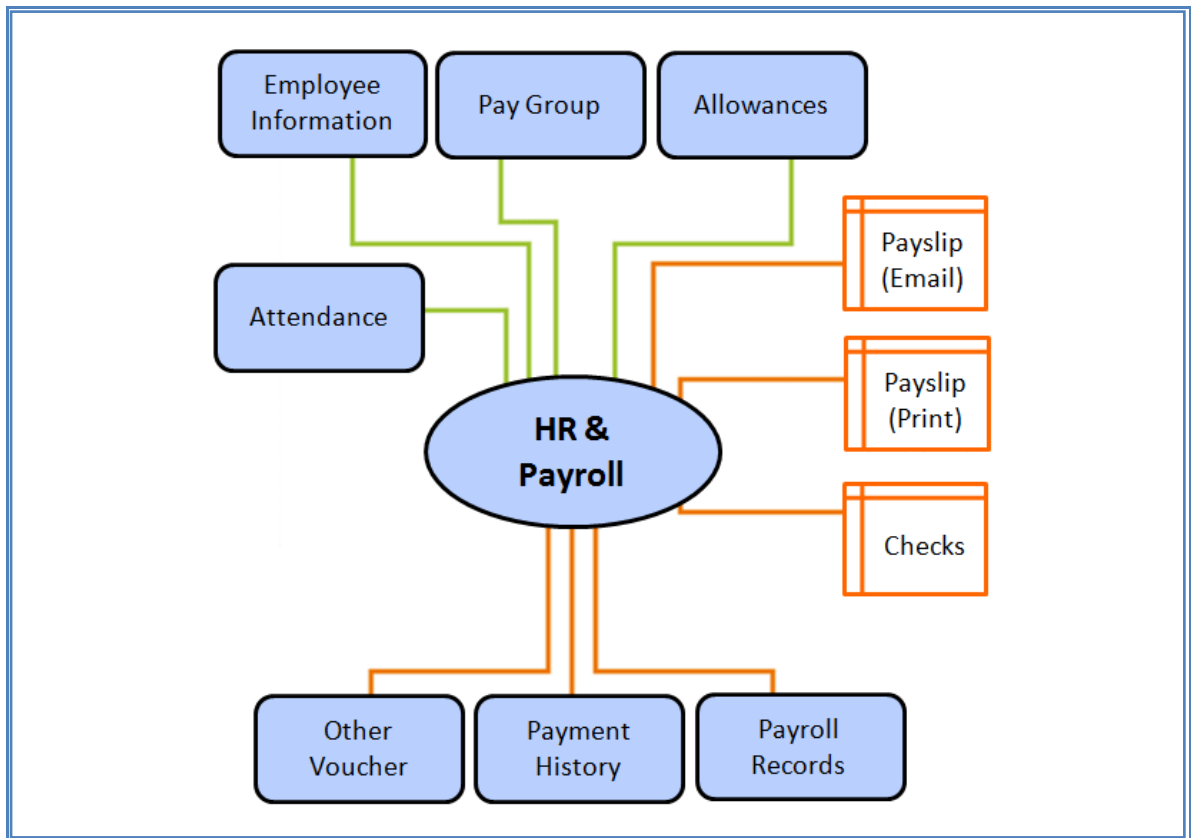 Employee
Information
Pay Group
Allowances
Payslip
(Email)
Attendance
Payslip
(Print)
HR &
Payroll
Checks
Other
Voucher
Payment
History
Payroll
Records